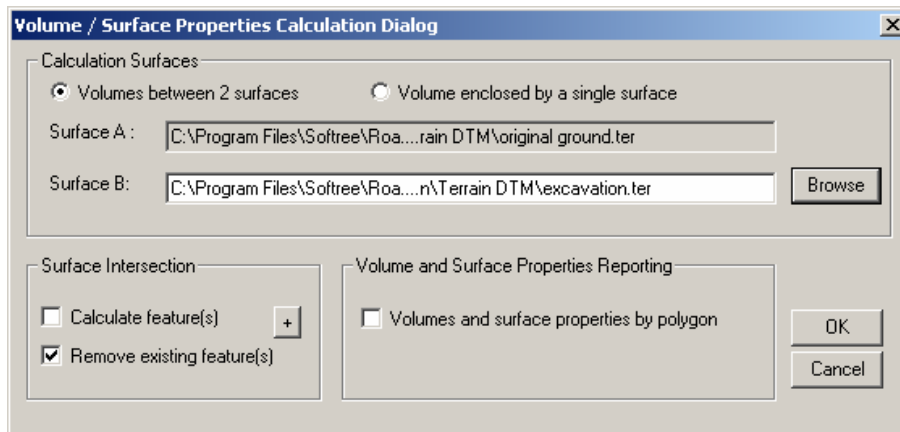 Volume / Surface Properties Calculation Dialog
Calculation Surfaces
Volumes between 2 surfaces
Volume enclosed by a single surface
Surface A :
C:\Program Files\Softree\Roa....rain DTM\original ground.ter
Surface B:
C:\Program Files\Softree\Roa....n\Terrain DTM\excavation.ter
Browse
Surface Intersection
Calculate feature(s)
+
Remove existing feature(s)
Volume and Surface Properties Reporting
Volumes and surface properties by polygon
OK
Cancel